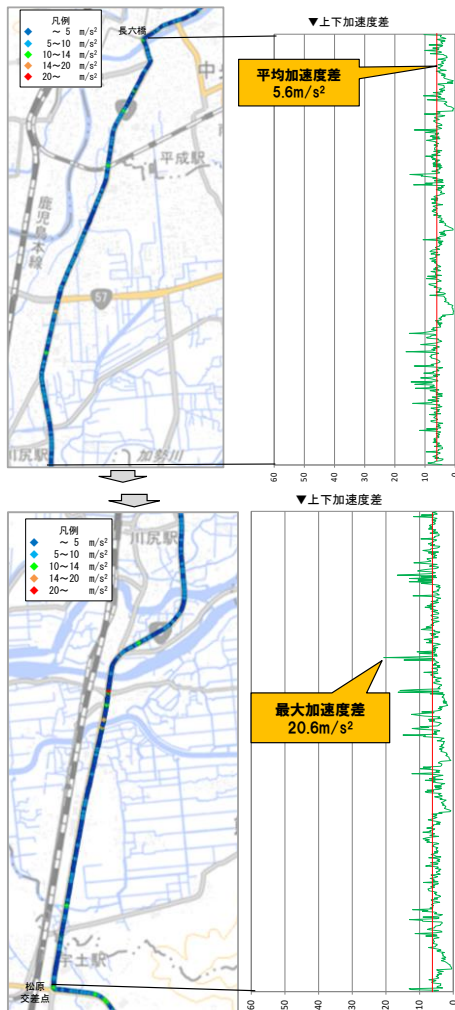 凡例
～ 5 m/s²
5～10 m/s²
10～14 m/s²
14～20 m/s²
20～ m/s²
長六橋
中央
平成駅
鹿児島本線
57
川尻駅
加勢川
▼上下加速度差
平均加速度差
5.6m/s²
60
50
40
30
20
10
0
凡例
～ 5 m/s²
5～10 m/s²
10～14 m/s²
14～20 m/s²
20～ m/s²
川尻駅
宇土駅
松原
交差点
▼上下加速度差
最大加速度差
20.6m/s²
60
50
40
30
20
10
0